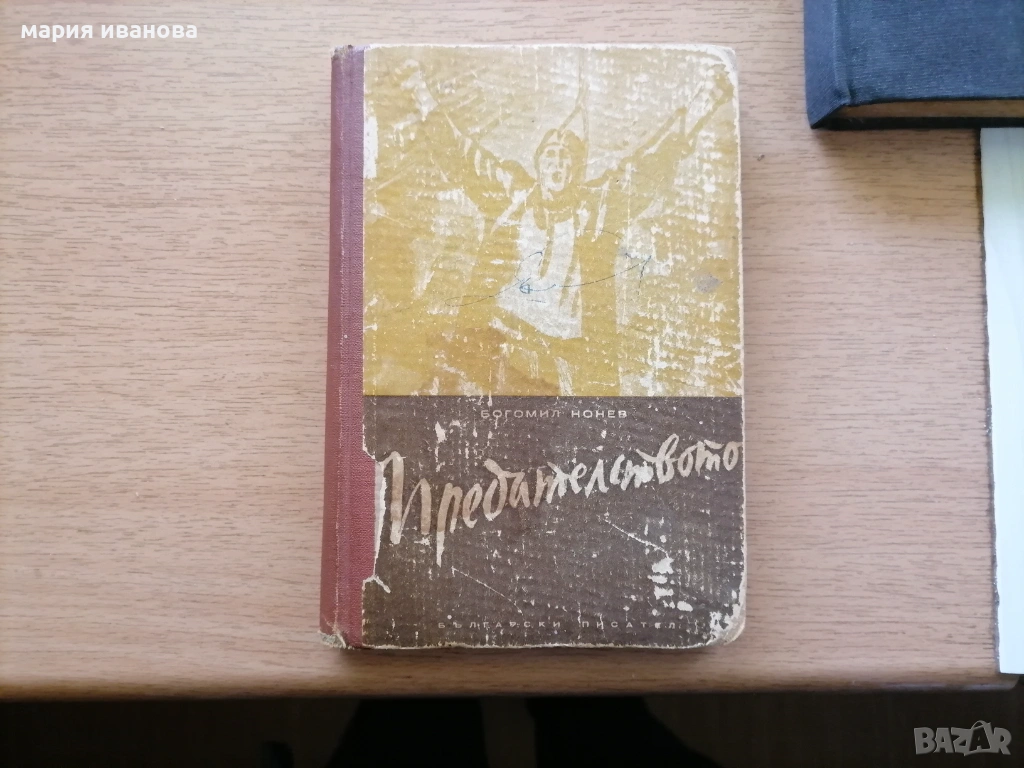 мария иванова
БОГОМИЛ НОНЕВ
Предателството
БЪЛГАРСКИ ПИСАТЕЛ
BAZAR